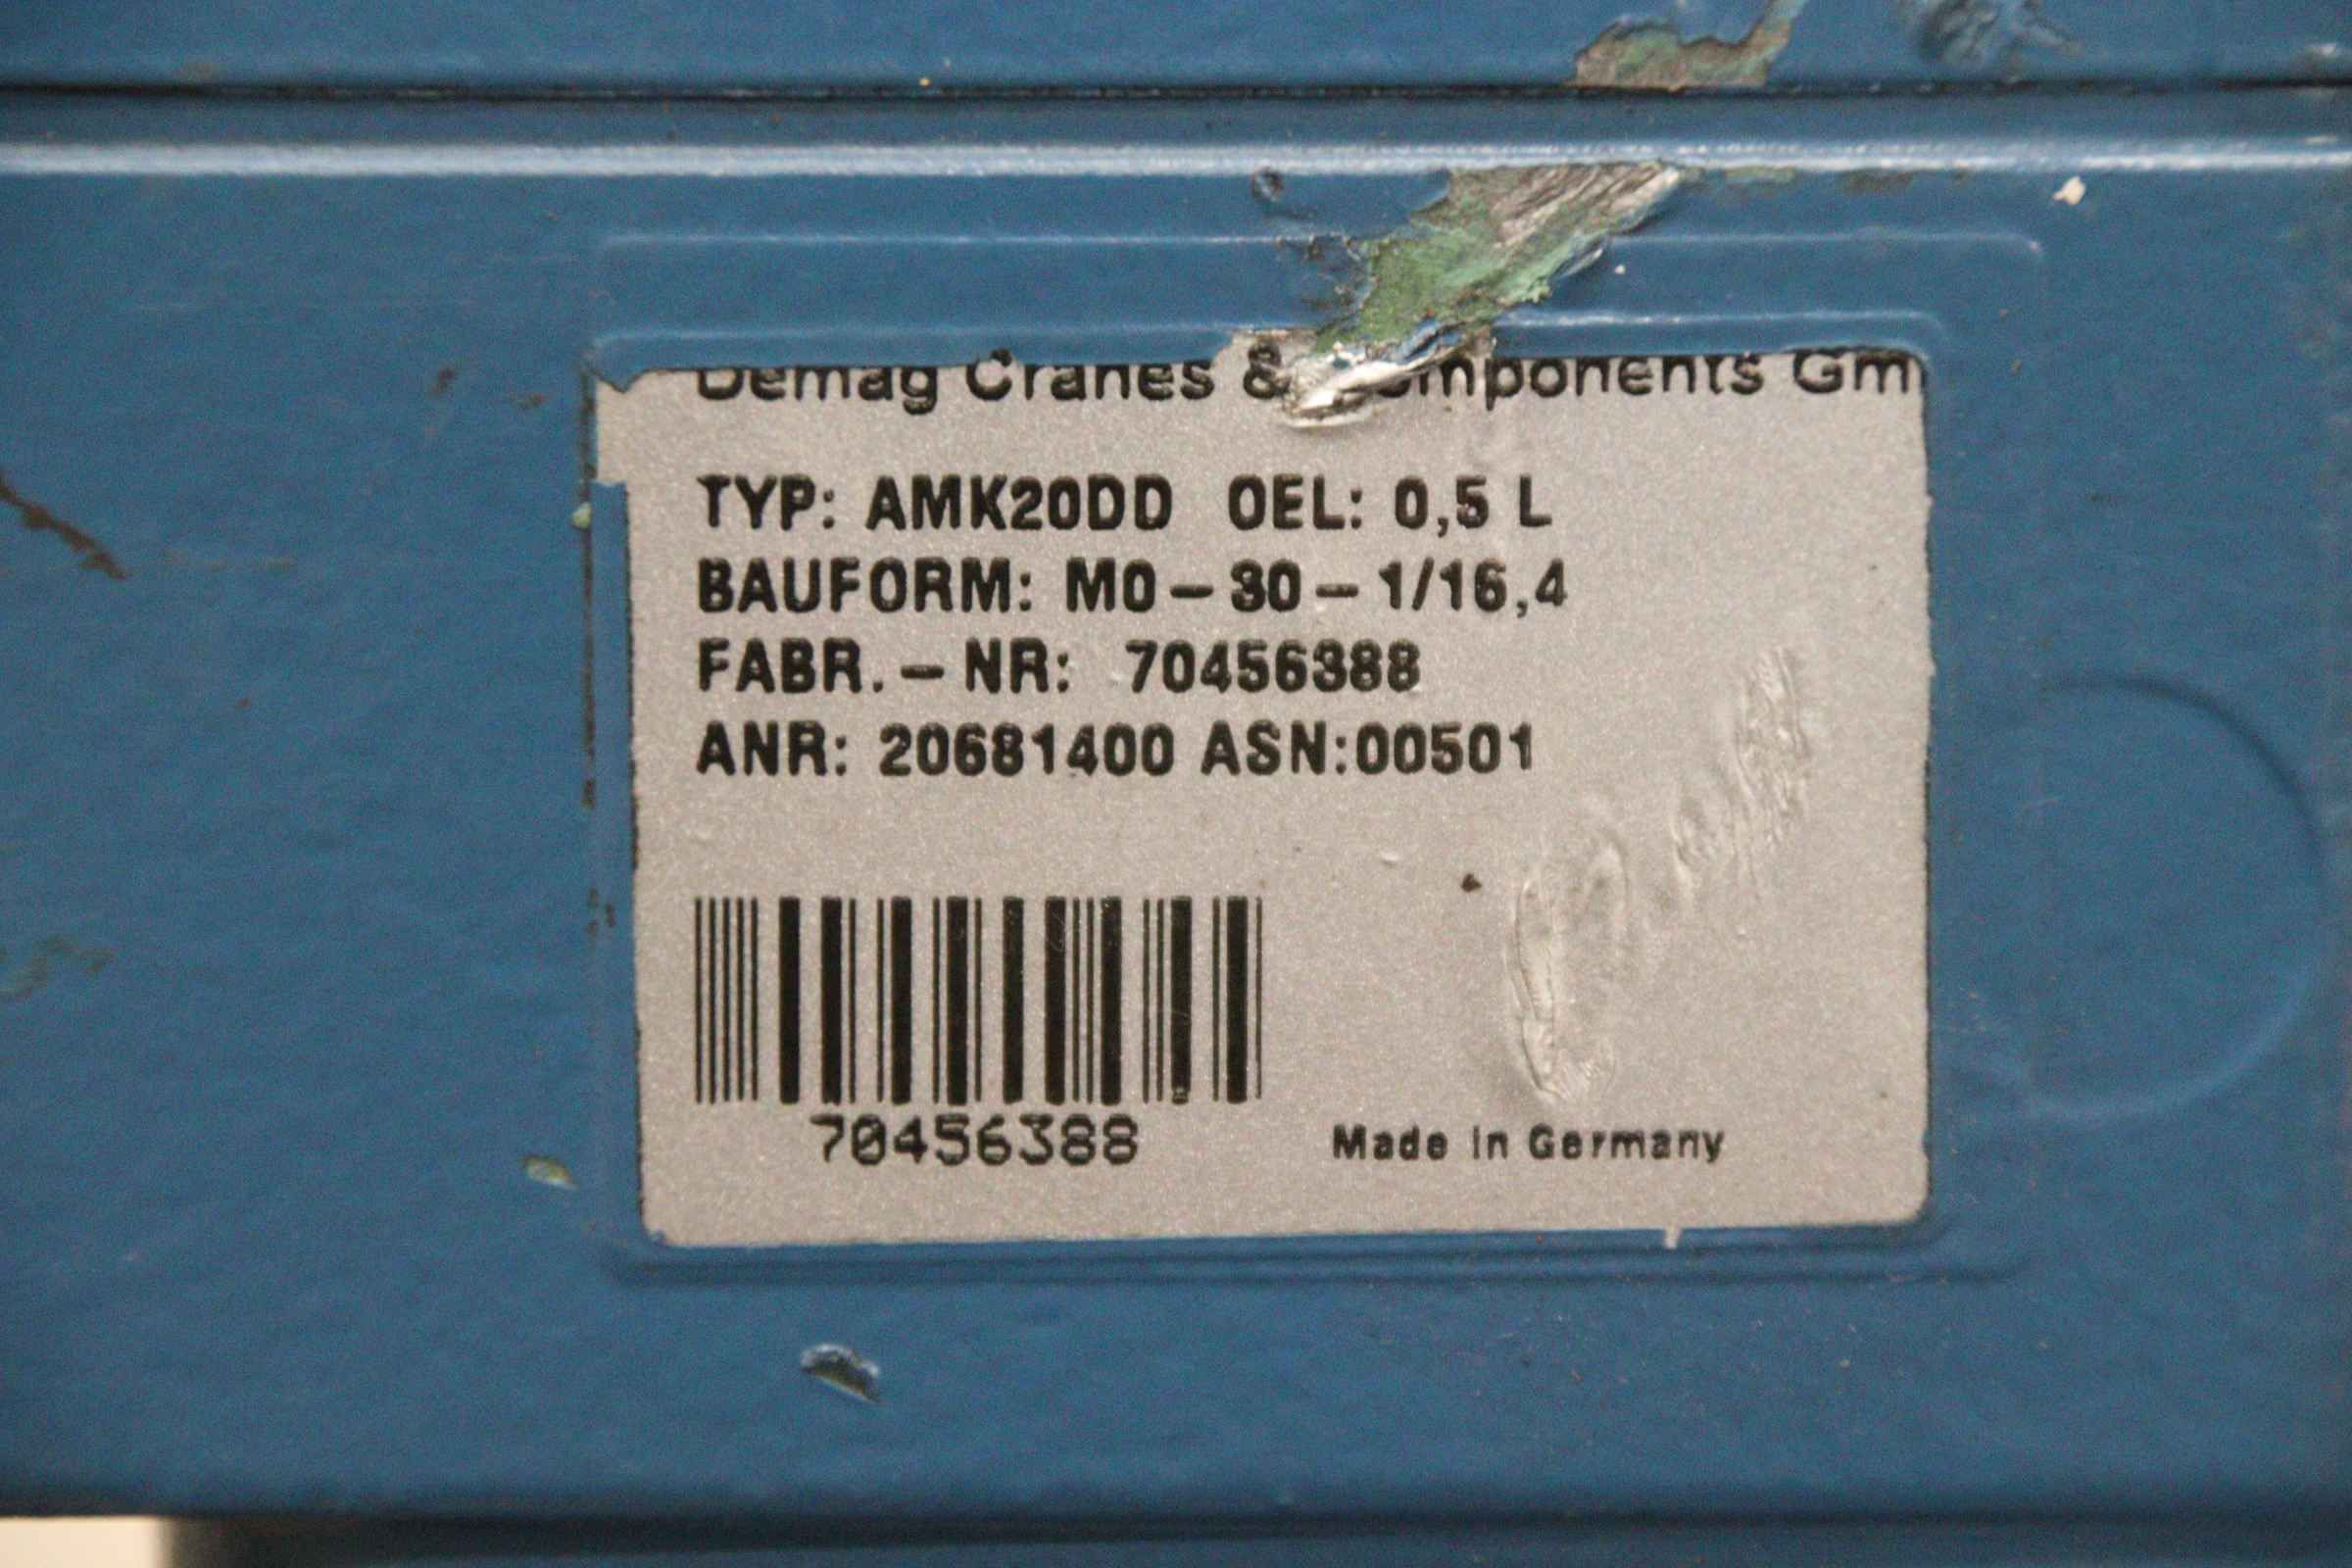 Demag Cranes & Components Gm
TYP: AMK20DD OEL: 0,5 L
BAUFORM: M0-30-1/16,4
FABR.-NR: 70456388
ANR: 20681400 ASN:00501
70456388
Made in Germany